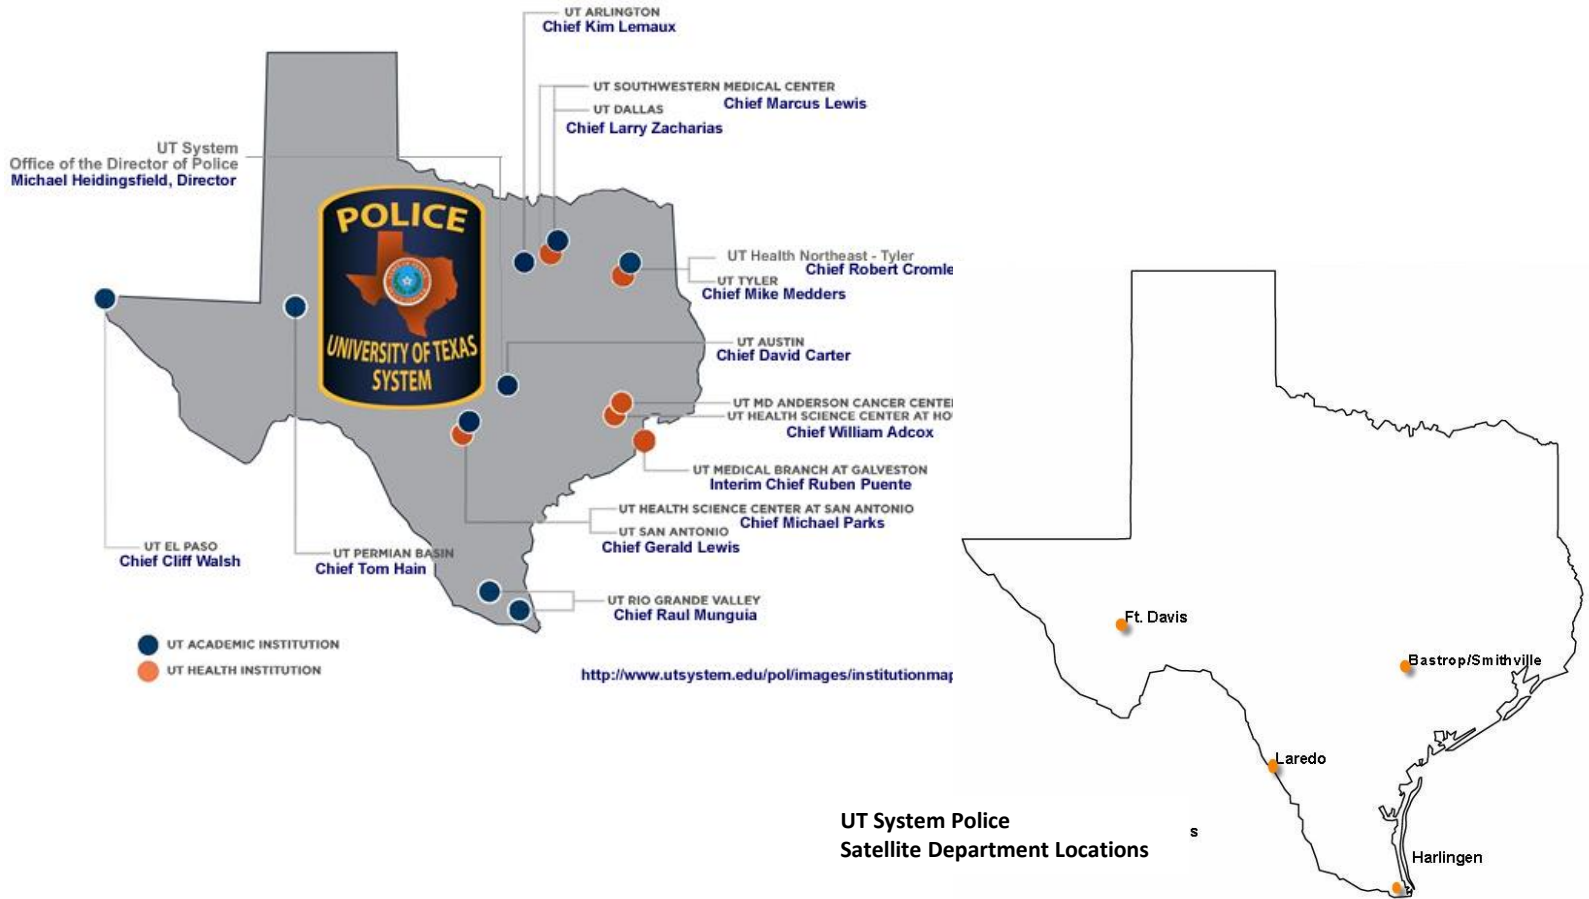 UT ARLINGTON
Chief Kim Lemaux
UT SOUTHWESTERN MEDICAL CENTER
Chief Marcus Lewis
UT DALLAS
Chief Larry Zacharias
UT System
Office of the Director of Police
Michael Heidingsfield, Director
POLICE
UNIVERSITY OF TEXAS
SYSTEM
UT Health Northeast - Tyler
Chief Robert Cromle
UT TYLER
Chief Mike Medders
UT AUSTIN
Chief David Carter
UT MD ANDERSON CANCER CENTE
UT HEALTH SCIENCE CENTER AT HO
Chief William Adcox
UT MEDICAL BRANCH AT GALVESTON
Interim Chief Ruben Puente
UT HEALTH SCIENCE CENTER AT SAN ANTONIO
Chief Michael Parks
UT SAN ANTONIO
Chief Gerald Lewis
UT EL PASO
Chief Cliff Walsh
UT PERMIAN BASIN
Chief Tom Hain
UT RIO GRANDE VALLEY
Chief Raul Munguia
UT ACADEMIC INSTITUTION
UT HEALTH INSTITUTION
http://www.utsystem.edu/pol/images/institutionmap
Ft. Davis
Bastrop/Smithville
Laredo
Harlingen
UT System Police
Satellite Department Locations
s